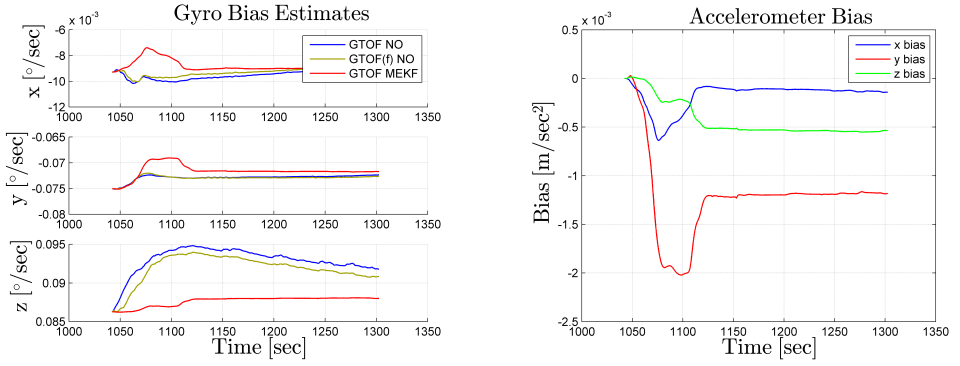 Gyro Bias Estimates
x 10⁻³
-6
-8
-10
-12
x [°/sec]
GTOF NO
GTOF(f) NO
GTOF MEKF
1000 1050 1100 1150 1200 1250 1300 1350
-0.065
-0.07
-0.075
-0.08
y [°/sec]
1000 1050 1100 1150 1200 1250 1300 1350
0.095
0.09
0.085
z [°/sec]
1000 1050 1100 1150 1200 1250 1300 1350
Time [sec]
Accelerometer Bias
x 10⁻³
0.5
0
-0.5
-1
-1.5
-2
-2.5
Bias [m/sec²]
x bias
y bias
z bias
1000 1050 1100 1150 1200 1250 1300 1350
Time [sec]